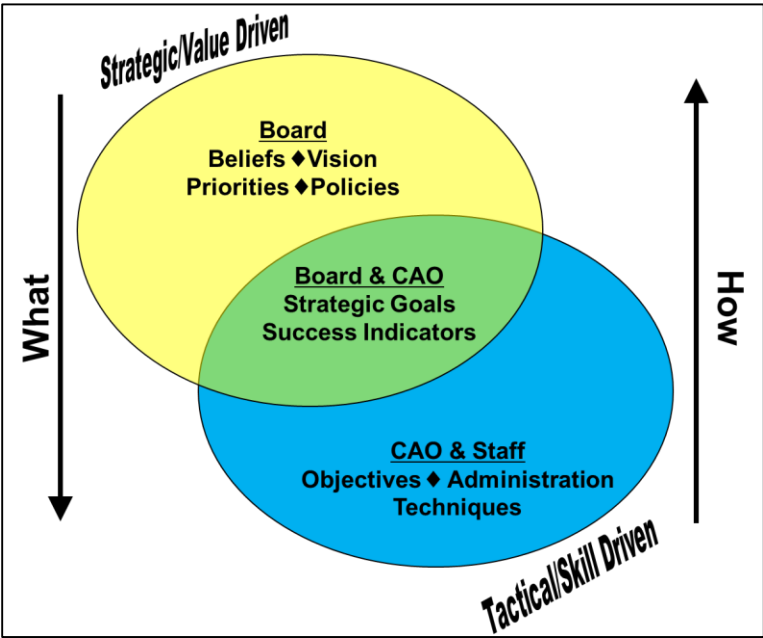 Strategic/Value Driven
Board
Beliefs ♦Vision
Priorities ♦Policies
What
How
Board & CAO
Strategic Goals
Success Indicators
CAO & Staff
Objectives ♦ Administration
Techniques
Tactical/Skill Driven